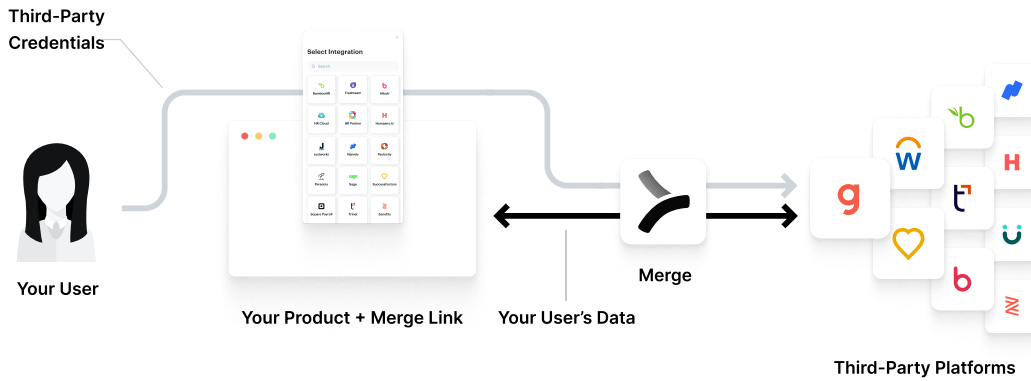 Third-Party
Credentials
Select Integration
Search
BambooHR
Freshteam
Hibob
HR Cloud
HR Partner
Humaans.io
Justworks
Namely
Paylocity
Personio
Sage
SuccessFactors
Square Payroll
TriNet
Zenefits
Your User
Your Product + Merge Link
Your User's Data
Merge
Third-Party Platforms